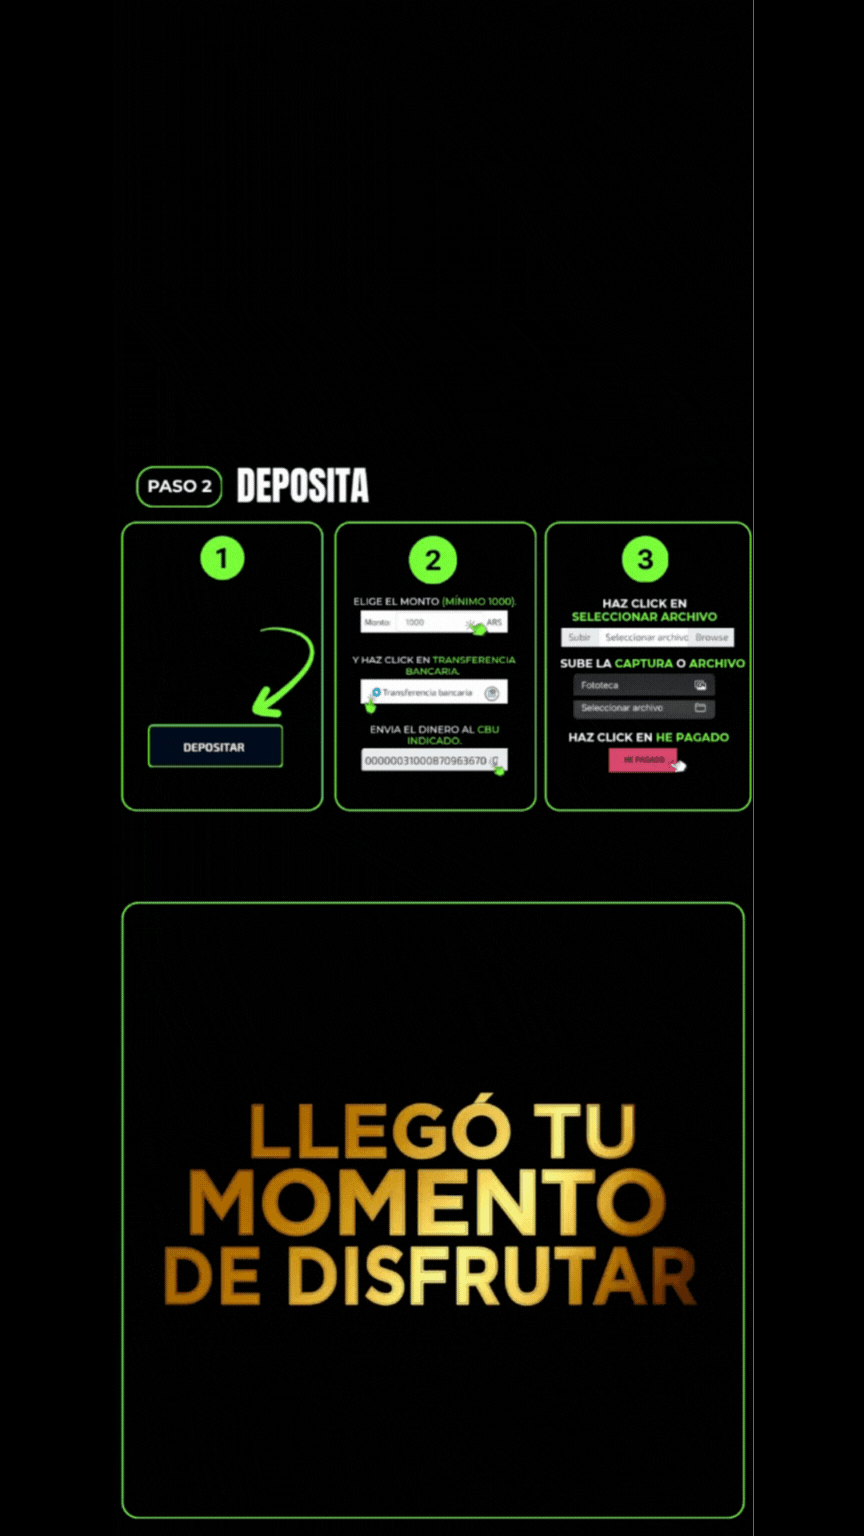 PASO 2 DEPOSITA
1
DEPOSITAR
2
ELIGE EL MONTO (MÍNIMO 1000).
Monto 1000 ARS
Y HAZ CLICK EN TRANSFERENCIA
BANCARIA.
Transferencia bancaria
ENVIA EL DINERO AL CBU
INDICADO.
00000031000870963670
3
HAZ CLICK EN
SELECCIONAR ARCHIVO
Subir Seleccionar archivo Browse
SUBE LA CAPTURA O ARCHIVO
Fototeca
Seleccionar archivo
HAZ CLICK EN HE PAGADO
HE PAGADO
LLEGÓ TU
MOMENTO
DE DISFRUTAR